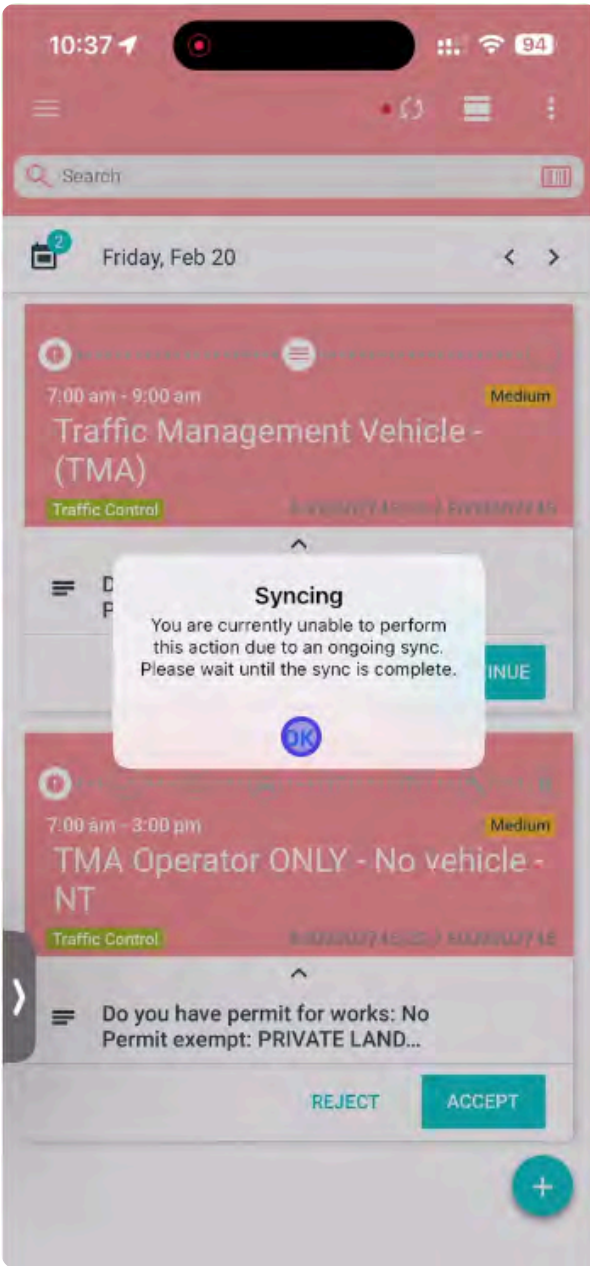 10:37
94
Search
2
Friday, Feb 20
7:00 am - 9:00 am
Medium
Traffic Management Vehicle -
(TMA)
Traffic Control
D
P
Syncing
You are currently unable to perform
this action due to an ongoing sync.
Please wait until the sync is complete.
OK
INUE
7:00 am - 3:00 pm
Medium
TMA Operator ONLY - No vehicle -
NT
Traffic Control
Do you have permit for works: No
Permit exempt: PRIVATE LAND...
REJECT
ACCEPT